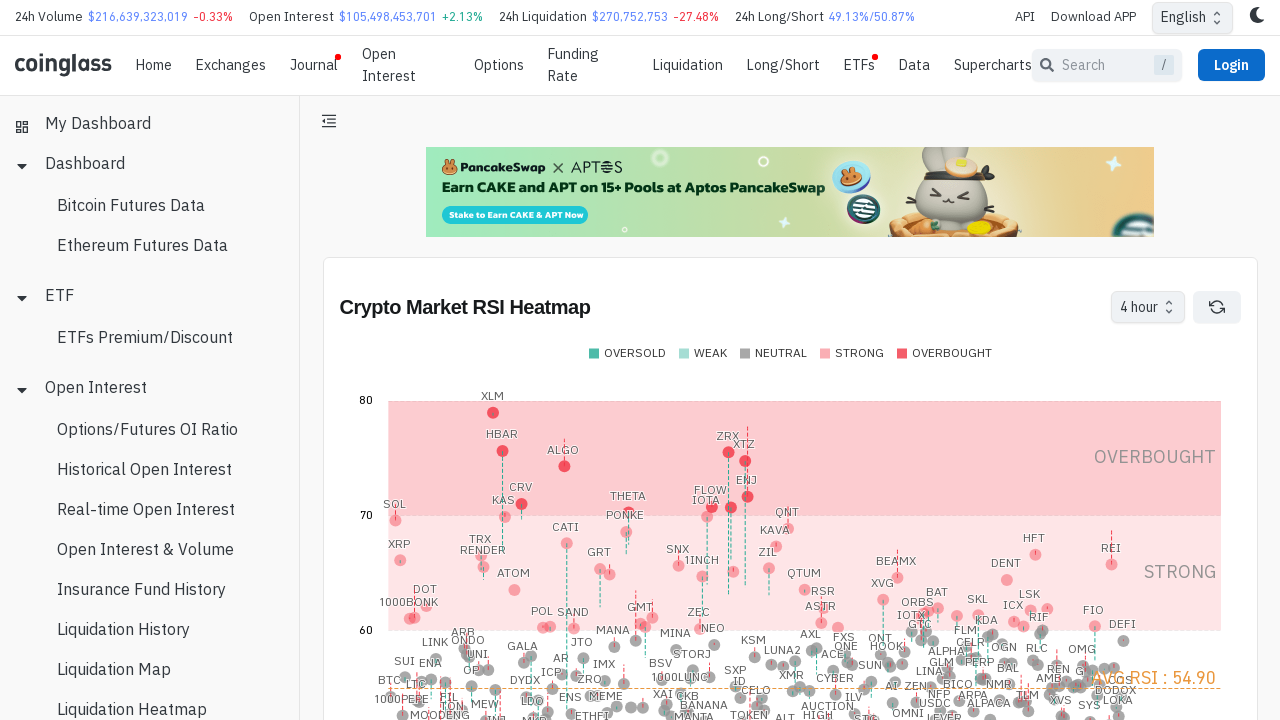 24h Volume $216,639,323,019 -0.33% Open Interest $105,498,453,701 +2.13% 24h Liquidation $270,752,753 -27.48% 24h Long/Short 49.13%/50.87% API Download APP English
coinglass Home Exchanges Journal Open Interest Options Funding Rate Liquidation Long/Short ETFs Data Supercharts Search / Login
My Dashboard
Dashboard
Bitcoin Futures Data
Ethereum Futures Data
ETF
ETFs Premium/Discount
Open Interest
Options/Futures OI Ratio
Historical Open Interest
Real-time Open Interest
Open Interest & Volume
Insurance Fund History
Liquidation History
Liquidation Map
Liquidation Heatmap
PancakeSwap X APTOS
Earn CAKE and APT on 15+ Pools at Aptos PancakeSwap
Stake to Earn CAKE & APT Now
Crypto Market RSI Heatmap 4 hour
OVERSOLD WEAK NEUTRAL STRONG OVERBOUGHT
80
XLM
HBAR ZRX
XTZ
ALGO OVERBOUGHT
ENJ
CRV FLOW
SOL KAS THETA IOTA
70 PONKE QNT
CATI KAVA
XRP TRX HFT
RENDER GRT SNX ZIL REI
1INCH BEAMX DENT
ATOM QTUM STRONG
DOT RSR XVG BAT
1000BONK GMT ASTR ORBS SKL LSK
POL SAND ZEC IOTX ICX FIO
60 MANA NEO GTC KDA RIF DEFI
ARB MINA AXL FXS FLM
LINK ONDO GALA JTO KSM ONE QNT CELR RLC OMG
UNI STORJ LUNA2 ACE HOOK ALPHA OGN
SUI ENA AR IMX BSV SUN GLM PERP
OP ICP SXP XMR LINA BAL REN
BTC LTC DYDX ZRO 1000LUNC ID CYBER BICO NMR AMB AVG RSI : 54.90
1000PEPE FIL ENS MEME XAI CELO ILV AI ZEN NFP ARPA JLM XVS DODOX
TON MEW LDO CKB BANANA AUCTION USDC ALPACA SYS LOKA
MOODENG ETHFI MANTA TOKEN ALT HIGH OMNI LEVER